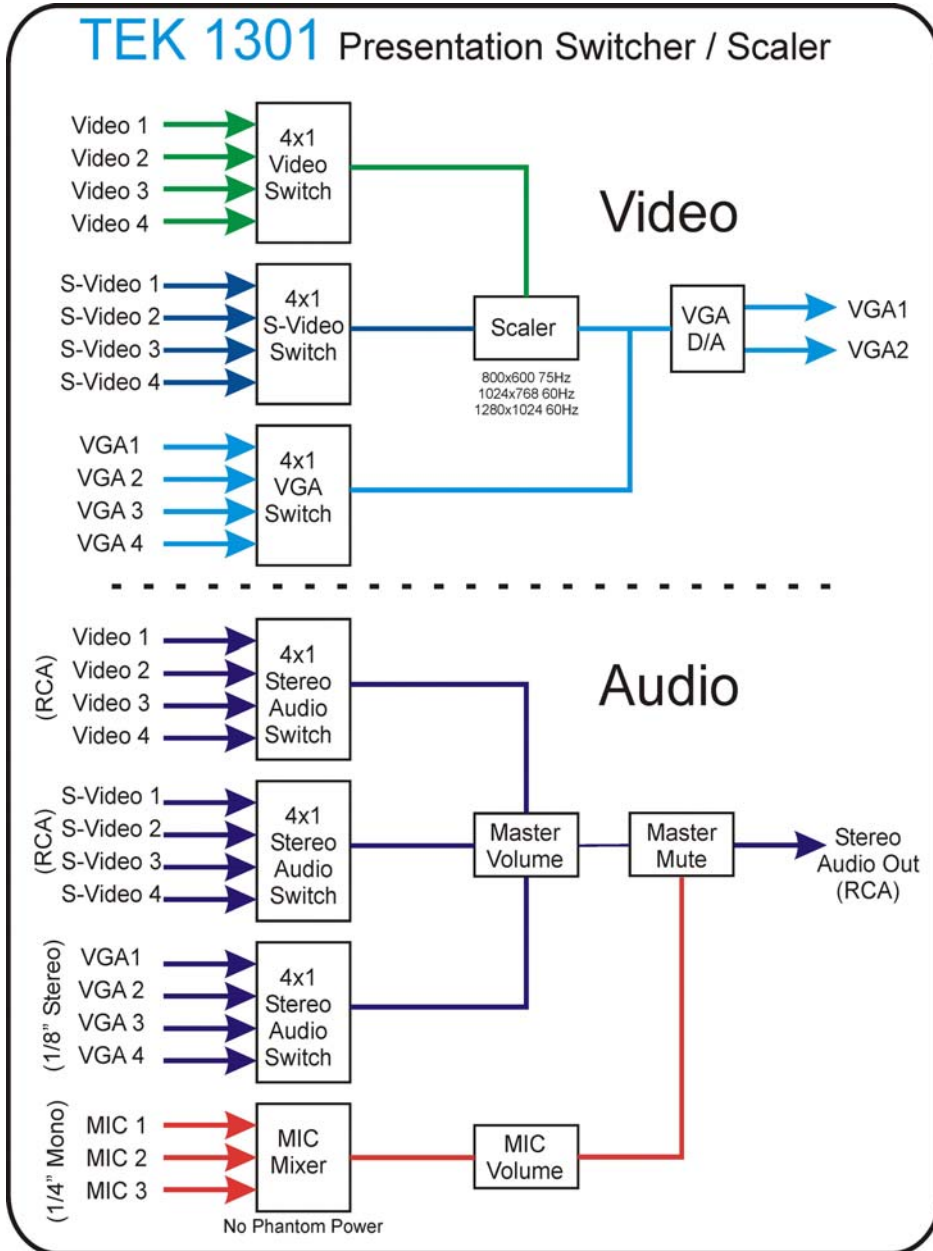 TEK 1301 Presentation Switcher / Scaler
Video 1
Video 2
Video 3
Video 4
4x1
Video
Switch
Video
S-Video 1
S-Video 2
S-Video 3
S-Video 4
4x1
S-Video
Switch
Scaler
800x600 75Hz
1024x768 60Hz
1280x1024 60Hz
VGA
D/A
VGA1
VGA2
VGA1
VGA 2
VGA 3
VGA 4
4x1
VGA
Switch
(RCA)
Video 1
Video 2
Video 3
Video 4
4x1
Stereo
Audio
Switch
Audio
(RCA)
S-Video 1
S-Video 2
S-Video 3
S-Video 4
4x1
Stereo
Audio
Switch
Master
Volume
Master
Mute
Stereo
Audio Out
(RCA)
(1/8" Stereo)
VGA1
VGA 2
VGA 3
VGA 4
4x1
Stereo
Audio
Switch
(1/4" Mono)
MIC 1
MIC 2
MIC 3
MIC
Mixer
No Phantom Power
MIC
Volume